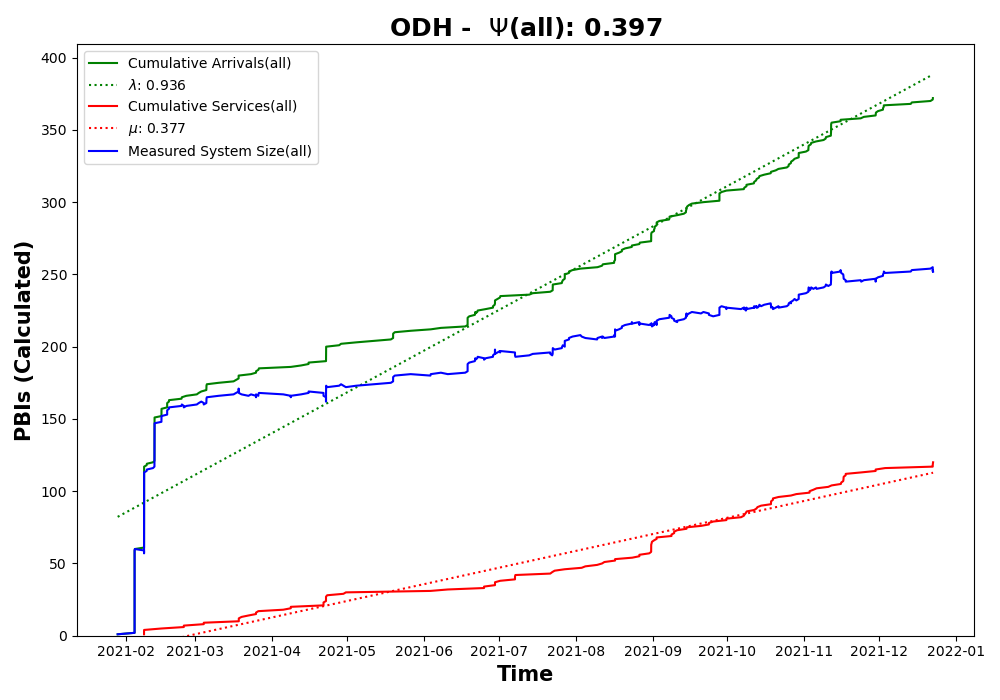 ODH -  Ψ(all): 0.397
Cumulative Arrivals(all)
λ: 0.936
Cumulative Services(all)
μ: 0.377
Measured System Size(all)
400
350
300
250
200
150
100
50
0
PBIs (Calculated)
2021-02 2021-03 2021-04 2021-05 2021-06 2021-07 2021-08 2021-09 2021-10 2021-11 2021-12 2022-01
Time